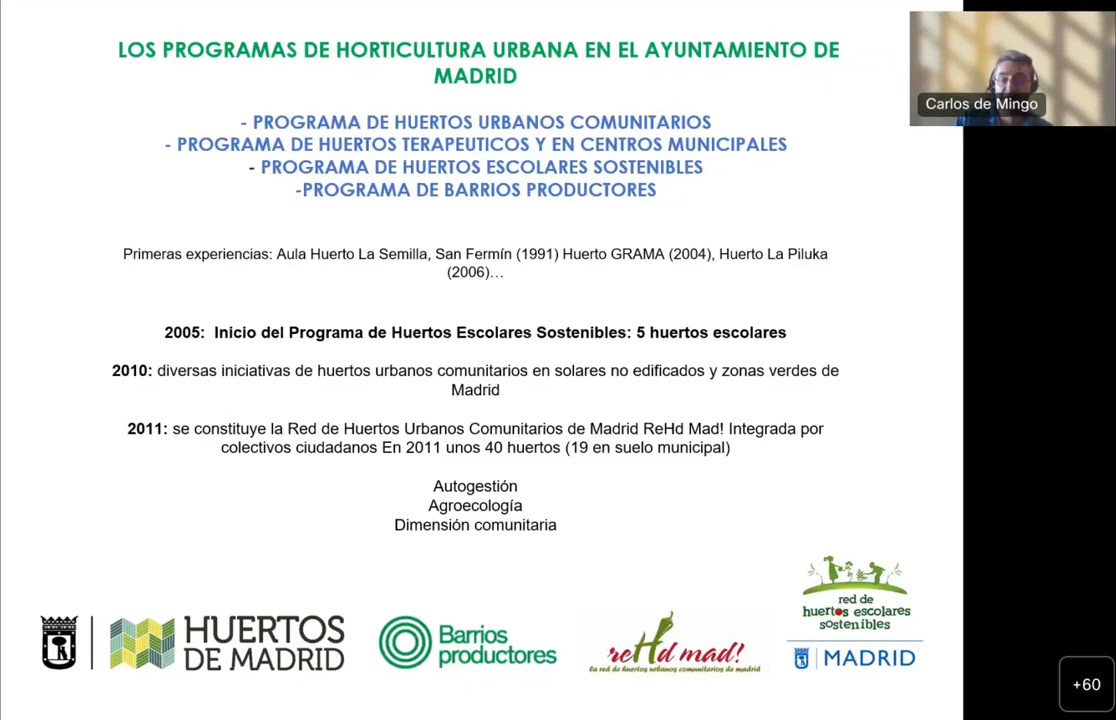 LOS PROGRAMAS DE HORTICULTURA URBANA EN EL AYUNTAMIENTO DE
MADRID
- PROGRAMA DE HUERTOS URBANOS COMUNITARIOS
- PROGRAMA DE HUERTOS TERAPEUTICOS Y EN CENTROS MUNICIPALES
- PROGRAMA DE HUERTOS ESCOLARES SOSTENIBLES
-PROGRAMA DE BARRIOS PRODUCTORES
Primeras experiencias: Aula Huerto La Semilla, San Fermín (1991) Huerto GRAMA (2004), Huerto La Piluka
(2006)…
2005: Inicio del Programa de Huertos Escolares Sostenibles: 5 huertos escolares
2010: diversas iniciativas de huertos urbanos comunitarios en solares no edificados y zonas verdes de
Madrid
2011: se constituye la Red de Huertos Urbanos Comunitarios de Madrid ReHd Mad! Integrada por
colectivos ciudadanos En 2011 unos 40 huertos (19 en suelo municipal)
Autogestión
Agroecología
Dimensión comunitaria
HUERTOS
DE MADRID
Barrios
productores
reHd mad!
la red de huertos urbanos comunitarios de madrid
red de
huertos escolares
sostenibles
MADRID
Carlos de Mingo
+60